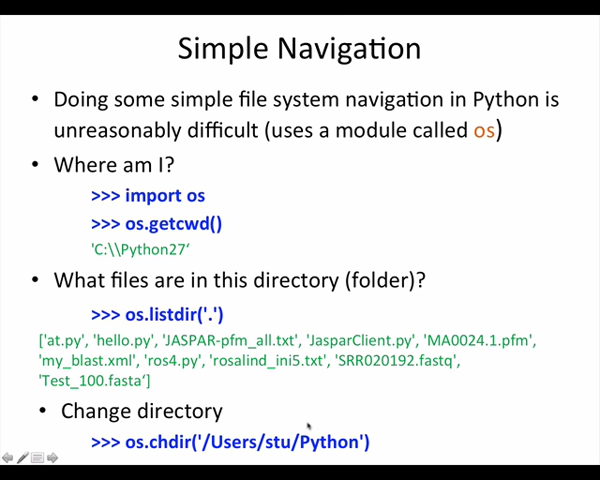 Simple Navigation
• Doing some simple file system navigation in Python is
unreasonably difficult (uses a module called os)
• Where am I?
>>> import os
>>> os.getcwd()
'C:\\Python27‘
• What files are in this directory (folder)?
>>> os.listdir('.')
['at.py', 'hello.py', 'JASPAR-pfm_all.txt', 'JasparClient.py', 'MA0024.1.pfm',
'my_blast.xml', 'ros4.py', 'rosalind_ini5.txt', 'SRR020192.fastq',
'Test_100.fasta‘]
• Change directory
>>> os.chdir('/Users/stu/Python')